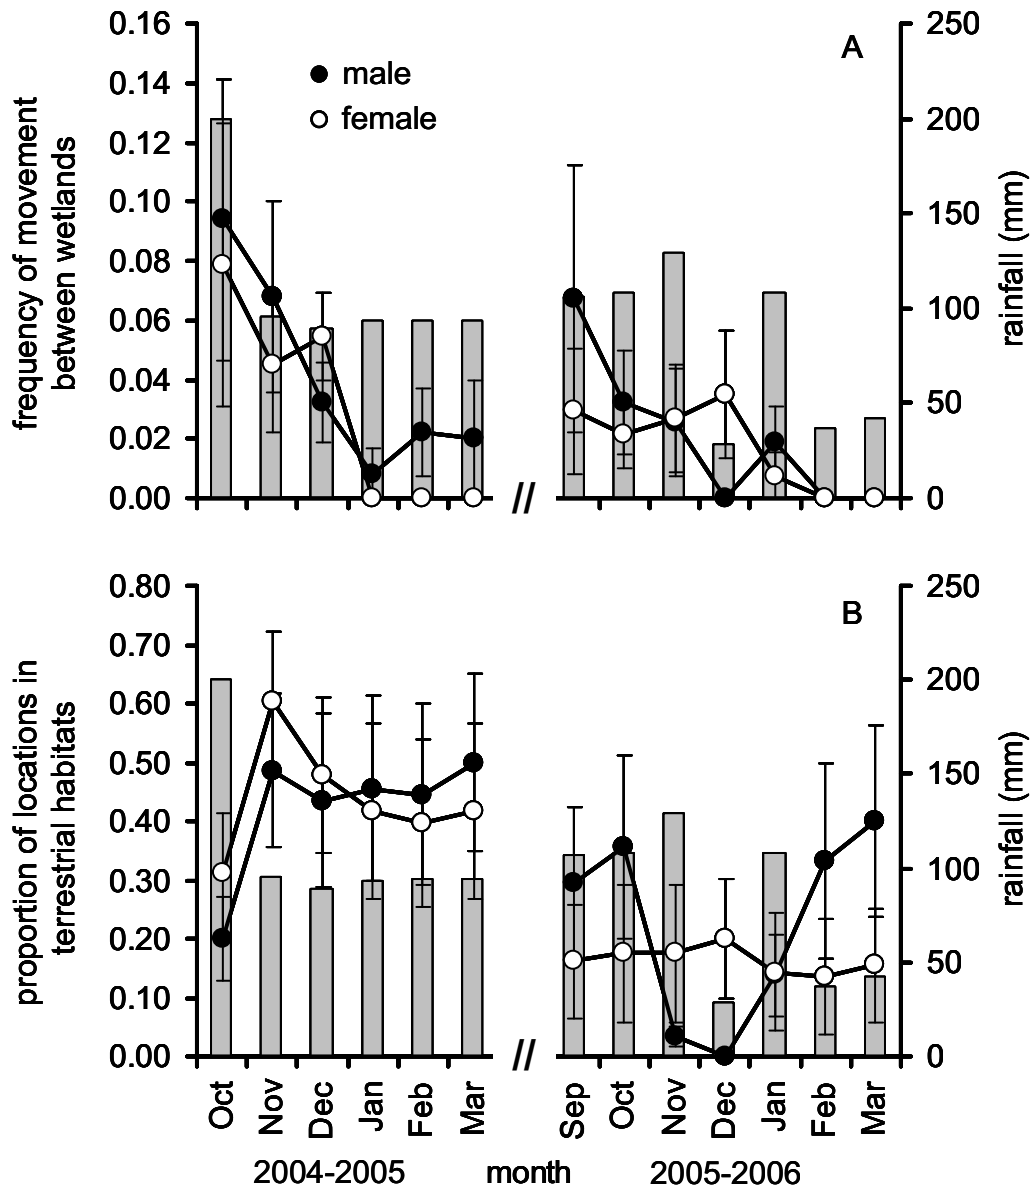 A
male
female
frequency of movement
between wetlands
0.16
0.14
0.12
0.10
0.08
0.06
0.04
0.02
0.00
250
200
150
100
50
0
rainfall (mm)
//
B
proportion of locations in
terrestrial habitats
0.80
0.70
0.60
0.50
0.40
0.30
0.20
0.10
0.00
250
200
150
100
50
0
rainfall (mm)
//
Oct Nov Dec Jan Feb Mar Sep Oct Nov Dec Jan Feb Mar
2004-2005 month 2005-2006